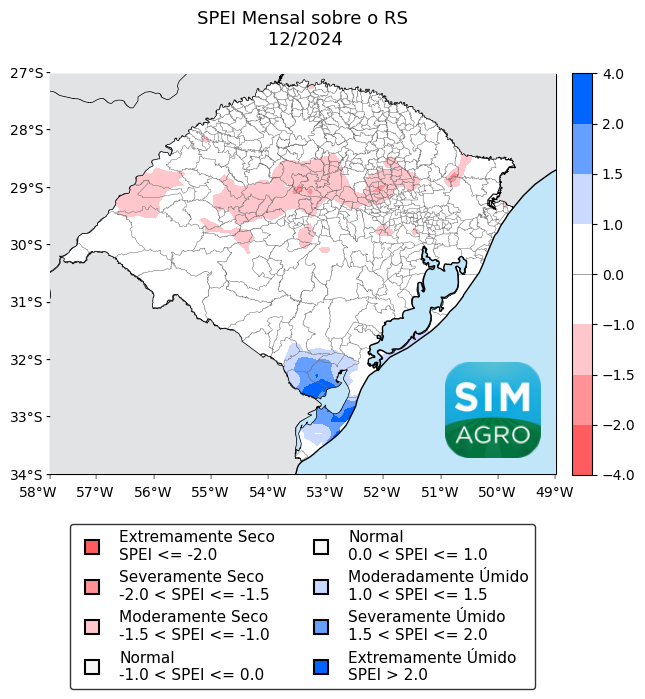 SPEI Mensal sobre o RS
12/2024
27°S
28°S
29°S
30°S
31°S
32°S
33°S
34°S
58°W 57°W 56°W 55°W 54°W 53°W 52°W 51°W 50°W 49°W
4.0
2.0
1.5
1.0
0.0
−1.0
−1.5
−2.0
−4.0
SIM
AGRO
Extremamente Seco
SPEI <= -2.0
Severamente Seco
-2.0 < SPEI <= -1.5
Moderamente Seco
-1.5 < SPEI <= -1.0
Normal
-1.0 < SPEI <= 0.0
Normal
0.0 < SPEI <= 1.0
Moderadamente Úmido
1.0 < SPEI <= 1.5
Severamente Úmido
1.5 < SPEI <= 2.0
Extremamente Úmido
SPEI > 2.0